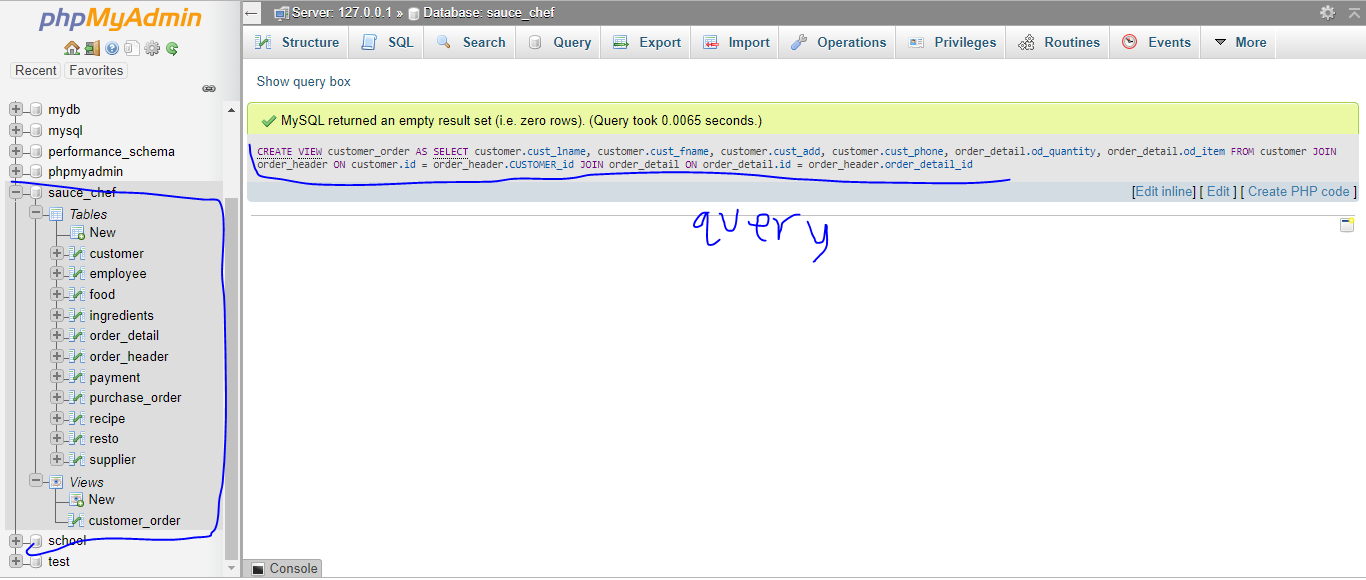 phpMyAdmin
Recent Favorites
mydb
mysql
performance_schema
phpmyadmin
sauce_chef
Tables
New
customer
employee
food
ingredients
order_detail
order_header
payment
purchase_order
recipe
resto
supplier
Views
New
customer_order
school
test
Server: 127.0.0.1 » Database: sauce_chef
Structure SQL Search Query Export Import Operations Privileges Routines Events More
Show query box
MySQL returned an empty result set (i.e. zero rows). (Query took 0.0065 seconds.)
CREATE VIEW customer_order AS SELECT customer.cust_lname, customer.cust_fname, customer.cust_add, customer.cust_phone, order_detail.od_quantity, order_detail.od_item FROM customer JOIN
order_header ON customer.id = order_header.CUSTOMER_id JOIN order_detail ON order_detail.id = order_header.order_detail_id
[Edit inline] [ Edit ] [ Create PHP code ]
query
Console